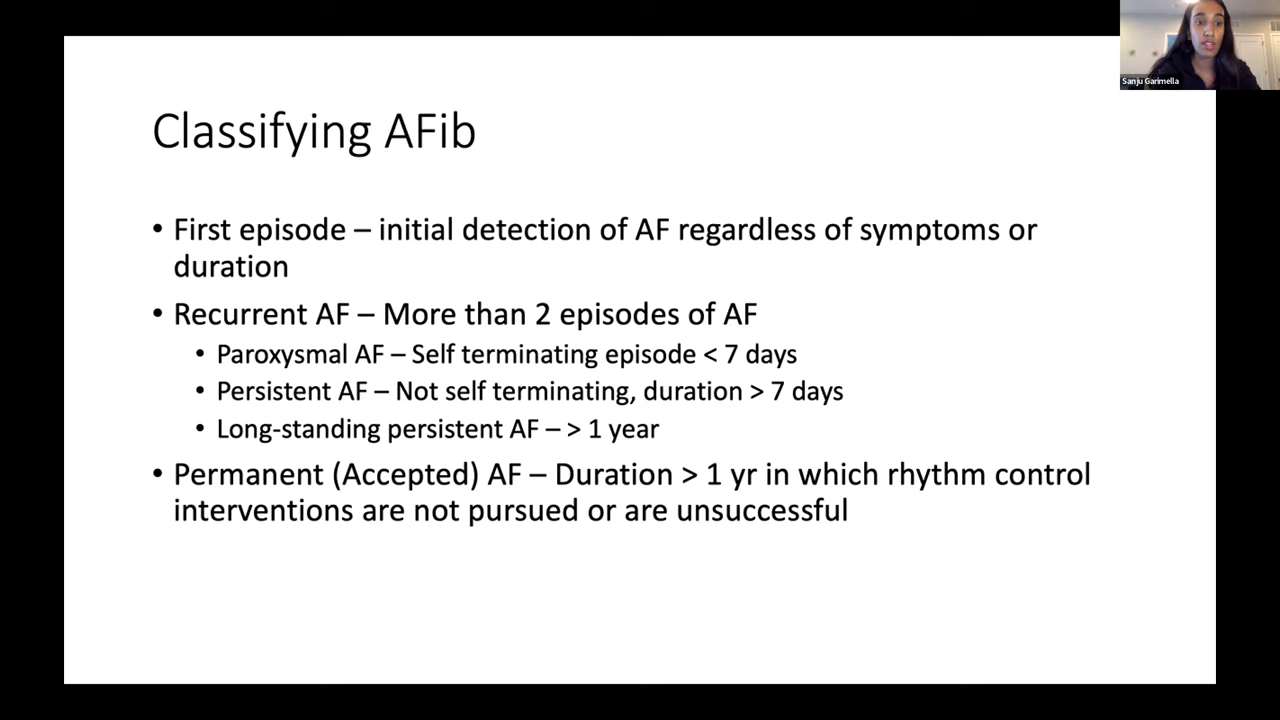 Sanju Garimella
Classifying AFib
• First episode – initial detection of AF regardless of symptoms or
duration
• Recurrent AF – More than 2 episodes of AF
• Paroxysmal AF – Self terminating episode < 7 days
• Persistent AF – Not self terminating, duration > 7 days
• Long-standing persistent AF – > 1 year
• Permanent (Accepted) AF – Duration > 1 yr in which rhythm control
interventions are not pursued or are unsuccessful